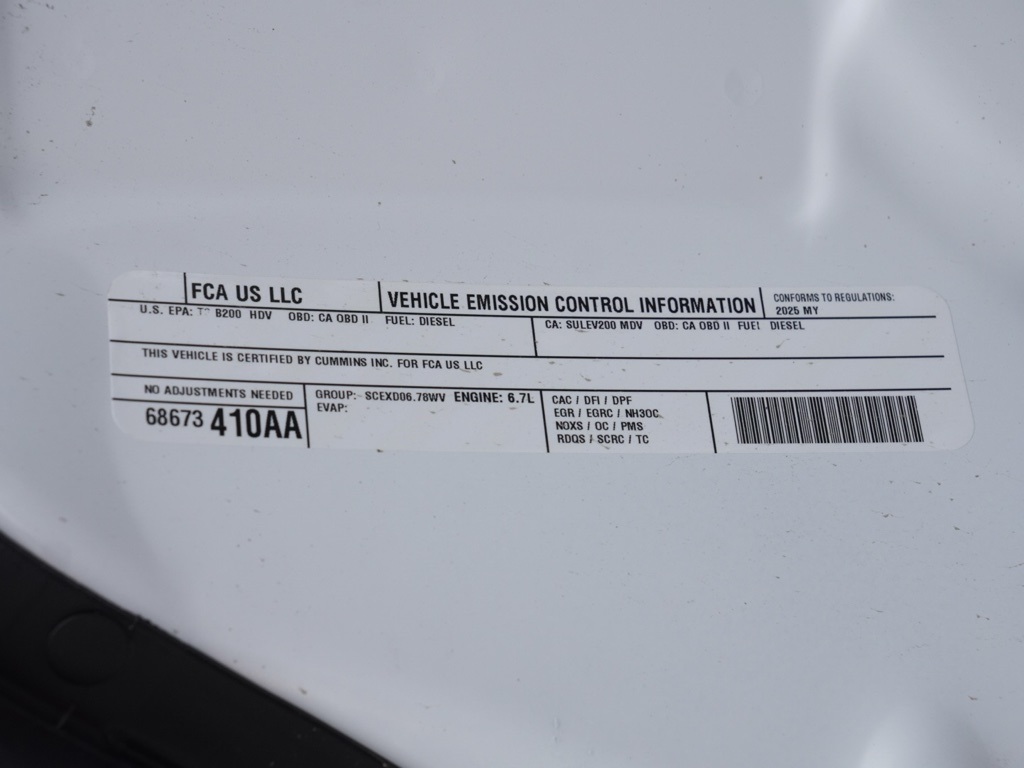 FCA US LLC
VEHICLE EMISSION CONTROL INFORMATION
CONFORMS TO REGULATIONS:
2025 MY
U.S. EPA: B200 HDV OBD: CA OBD II FUEL: DIESEL
CA: SULEV200 MDV OBD: CA OBD II FUEL DIESEL
THIS VEHICLE IS CERTIFIED BY CUMMINS INC. FOR FCA US LLC
NO ADJUSTMENTS NEEDED
68673 410AA
GROUP: SCEXD06.78WV ENGINE: 6.7L
EVAP:
CAC / DFI / DPF
EGR / EGRC / NH3OC
NOXS / OC / PMS
RDQS / SCRC / TC